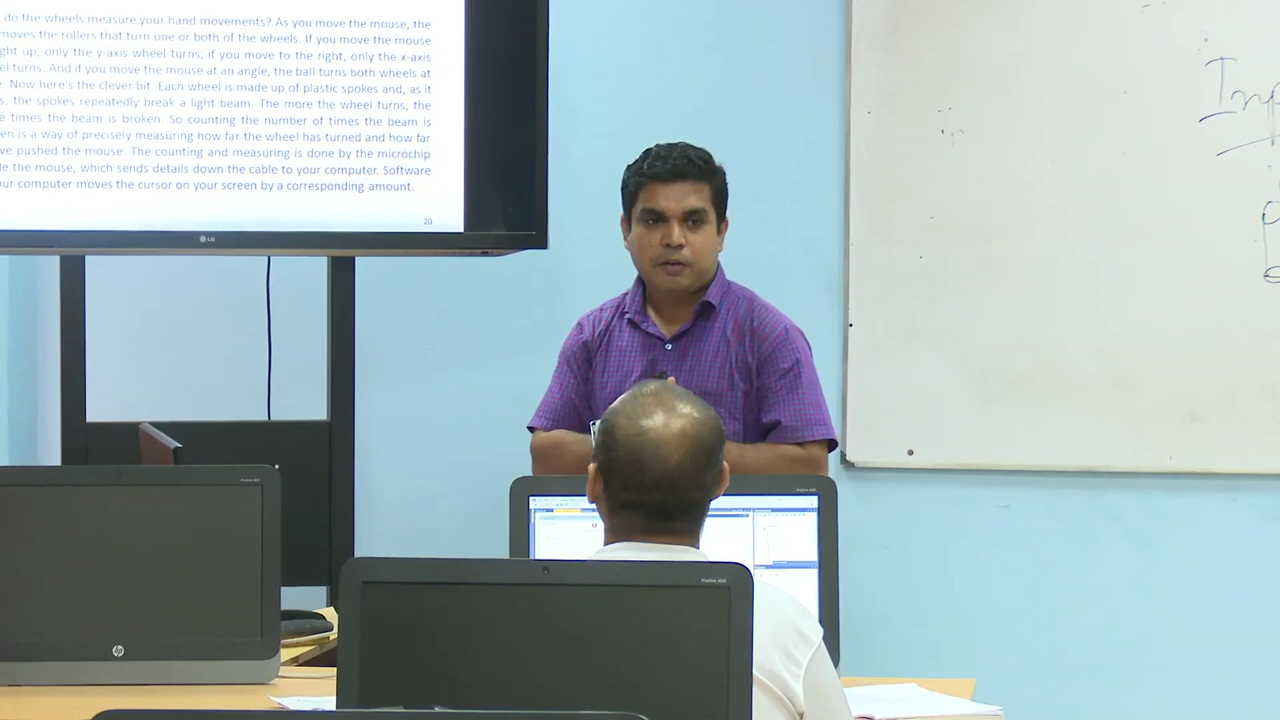 do the wheels measure your hand movements? As you move the mouse, the
moves the rollers that turn one or both of the wheels. If you move the mouse
ght up, only the y-axis wheel turns; if you move to the right, only the x-axis
el turns. And if you move the mouse at an angle, the ball turns both wheels at
. Now here's the clever bit. Each wheel is made up of plastic spokes and, as it
s, the spokes repeatedly break a light beam. The more the wheel turns, the
e times the beam is broken. So counting the number of times the beam is
en is a way of precisely measuring how far the wheel has turned and how far
ve pushed the mouse. The counting and measuring is done by the microchip
le the mouse, which sends details down the cable to your computer. Software
our computer moves the cursor on your screen by a corresponding amount.
20
LG
Inp
hp